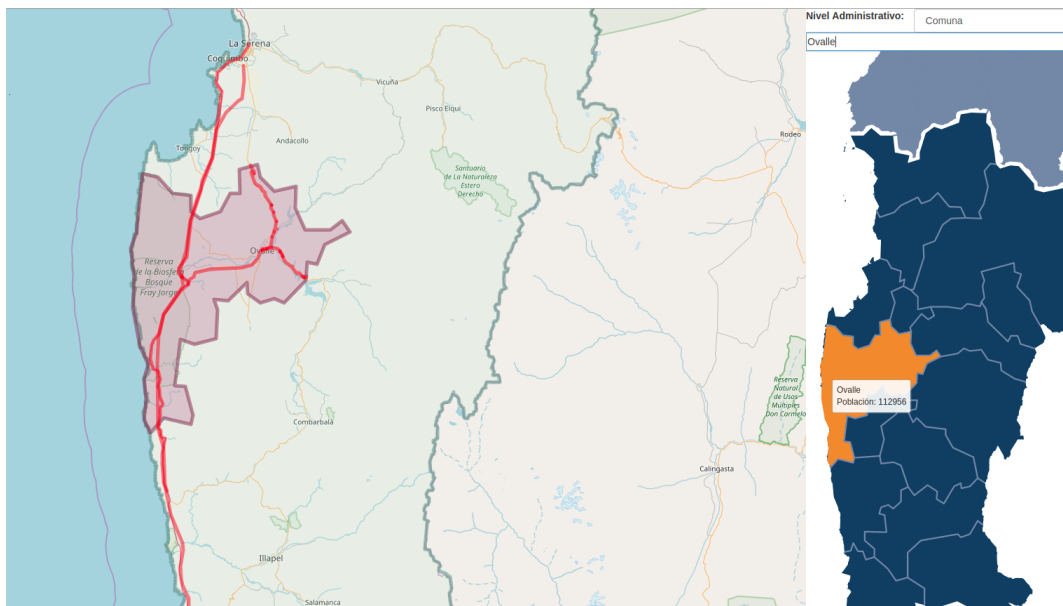 La Serena
Coquimbo
Vicuña
Pisco Elqui
Rodeo
Tongoy
Andacollo
Santuario
de La Naturaleza
Estero
Derecho
Ovalle
Reserva
de la Biosfera
Bosque
Fray Jorge
Reserva
Natural
de Usos
Múltiples
Don Carmelo
Combarbalá
Calingasta
Illapel
Salamanca
Nivel Administrativo:
Comuna
Ovalle
Ovalle
Población: 112956